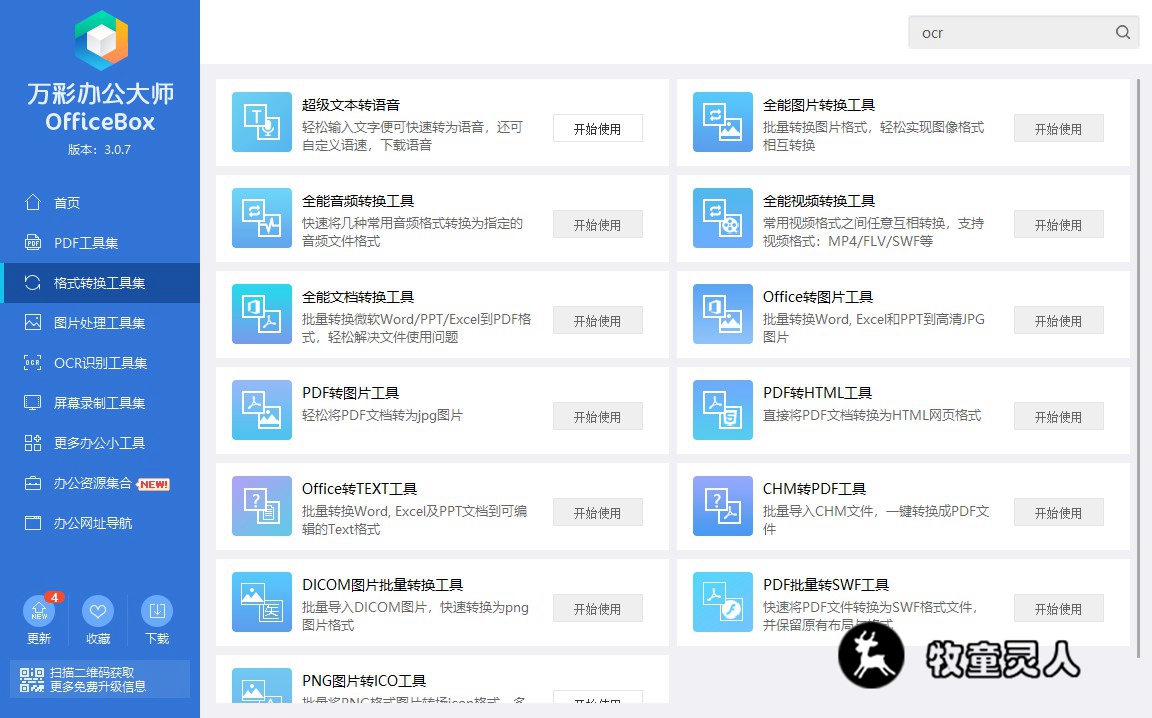 万彩办公大师
OfficeBox
版本：3.0.7
首页
PDF工具集
格式转换工具集
图片处理工具集
OCR识别工具集
屏幕录制工具集
更多办公小工具
办公资源集合 NEW!
办公网址导航
4
NEW
更新
收藏
下载
扫描二维码获取
更多免费升级信息
ocr
超级文本转语音
轻松输入文字便可快速转为语音，还可
自定义语速，下载语音
开始使用
全能图片转换工具
批量转换图片格式，轻松实现图像格式
相互转换
开始使用
全能音频转换工具
快速将几种常用音频格式转换为指定的
音频文件格式
开始使用
全能视频转换工具
常用视频格式之间任意互相转换，支持
视频格式：MP4/FLV/SWF等
开始使用
全能文档转换工具
批量转换微软Word/PPT/Excel到PDF格
式，轻松解决文件使用问题
开始使用
Office转图片工具
批量转换Word, Excel和PPT到高清JPG
图片
开始使用
PDF转图片工具
轻松将PDF文档转为jpg图片
开始使用
PDF转HTML工具
直接将PDF文档转换为HTML网页格式
开始使用
Office转TEXT工具
批量转换Word, Excel及PPT文档到可编
辑的Text格式
开始使用
CHM转PDF工具
批量导入CHM文件，一键转换成PDF文
件
开始使用
DICOM图片批量转换工具
批量导入DICOM图片，快速转换为png
图片格式
开始使用
PDF批量转SWF工具
快速将PDF文件转换为SWF格式文件，
并保留原有布局与格式
开始使用
PNG图片转ICO工具
批量将PNG格式图片转场icon格式，多
开始使用
牧童灵人